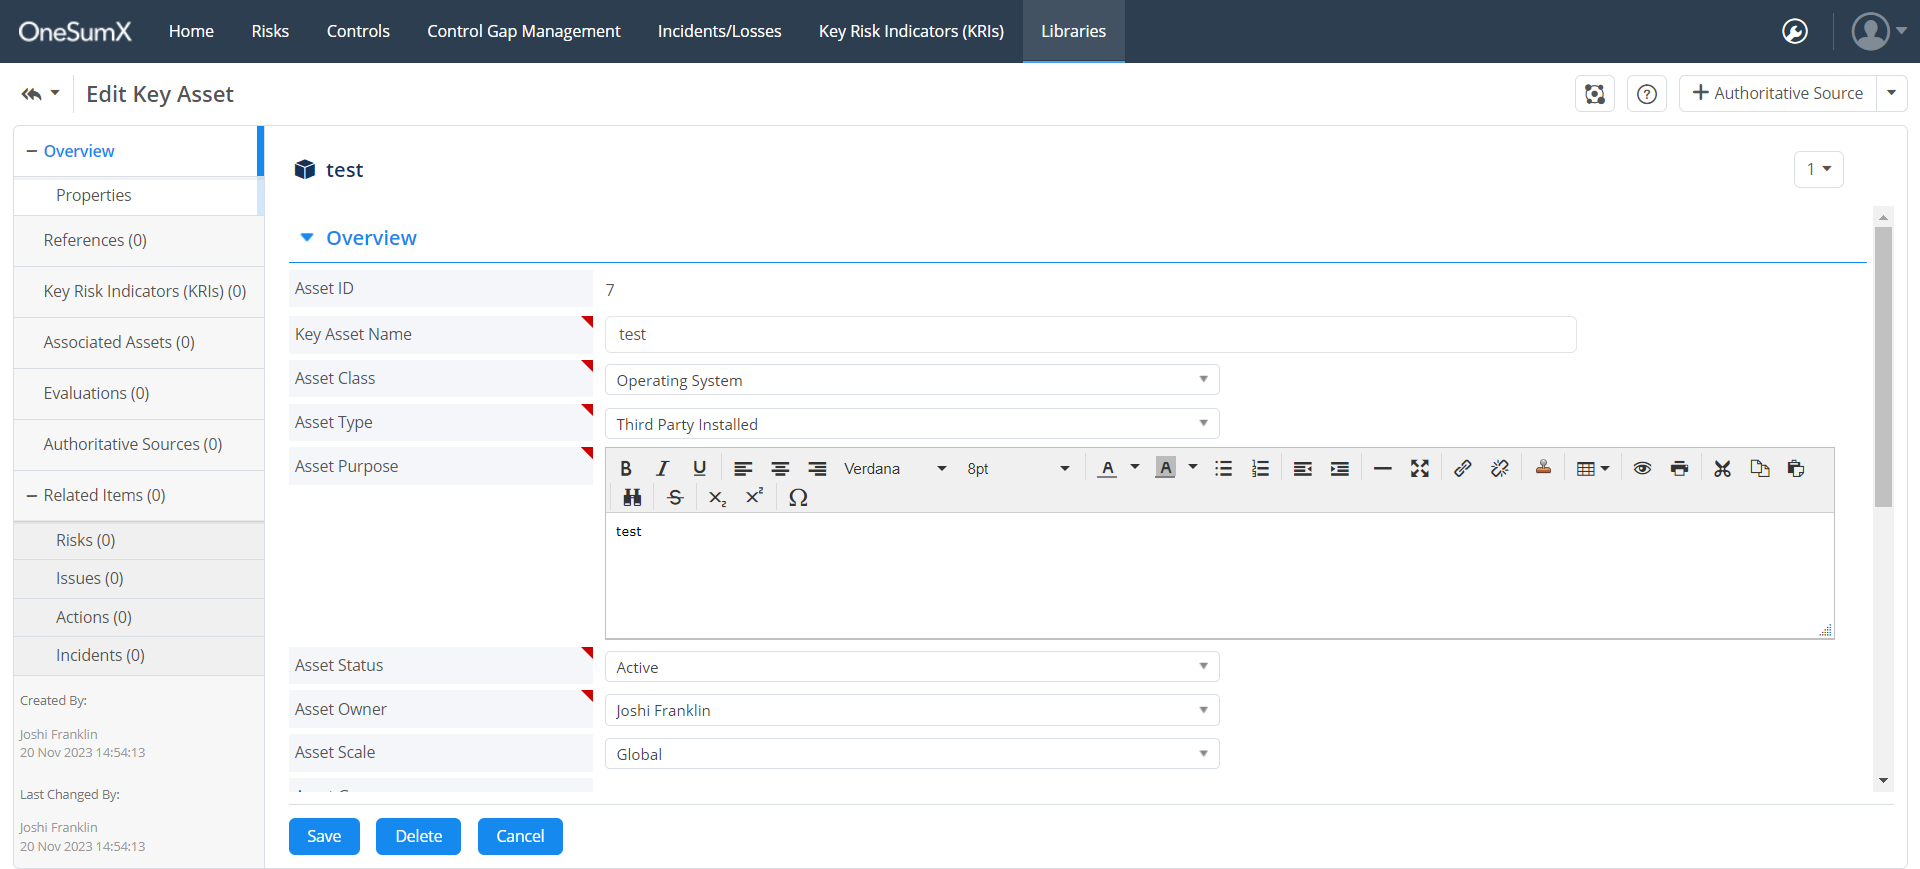 OneSumX Home Risks Controls Control Gap Management Incidents/Losses Key Risk Indicators (KRIs) Libraries
Edit Key Asset
? + Authoritative Source
Overview
Properties
References (0)
Key Risk Indicators (KRIs) (0)
Associated Assets (0)
Evaluations (0)
Authoritative Sources (0)
Related Items (0)
Risks (0)
Issues (0)
Actions (0)
Incidents (0)
Created By:
Joshi Franklin
20 Nov 2023 14:54:13
Last Changed By:
Joshi Franklin
20 Nov 2023 14:54:13
test
1
Overview
Asset ID 7
Key Asset Name test
Asset Class Operating System
Asset Type Third Party Installed
Asset Purpose
B I U Verdana 8pt A A
S X₂ X² Ω
test
Asset Status Active
Asset Owner Joshi Franklin
Asset Scale Global
Save Delete Cancel